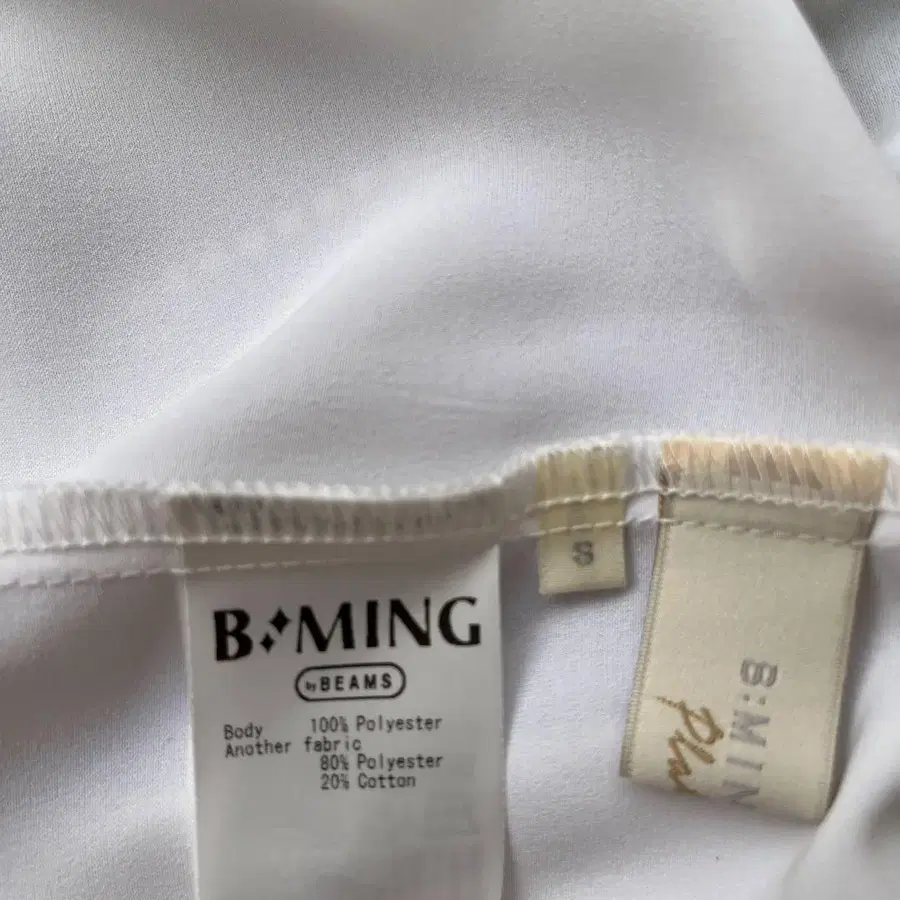 B:MING
by BEAMS
Body 100% Polyester
Another fabric
80% Polyester
20% Cotton
S
B:MIN